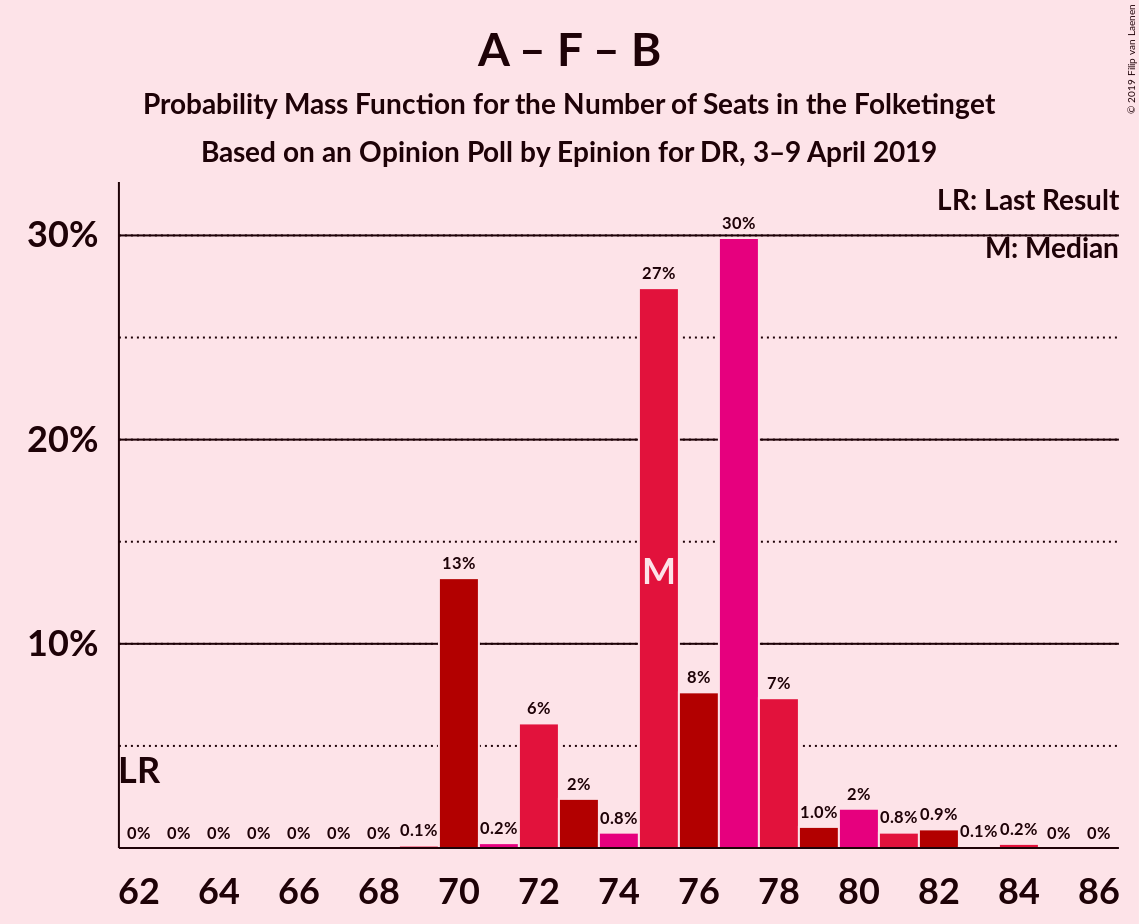 A – F – B
Probability Mass Function for the Number of Seats in the Folketinget
Based on an Opinion Poll by Epinion for DR, 3–9 April 2019
© 2019 Filip van Laenen
LR: Last Result
M: Median
30%
20%
10%
LR
M
0% 0% 0% 0% 0% 0% 0% 0.1% 13% 0.2% 6% 2% 0.8% 27% 8% 30% 7% 1.0% 2% 0.8% 0.9% 0.1% 0.2% 0% 0%
62 64 66 68 70 72 74 76 78 80 82 84 86